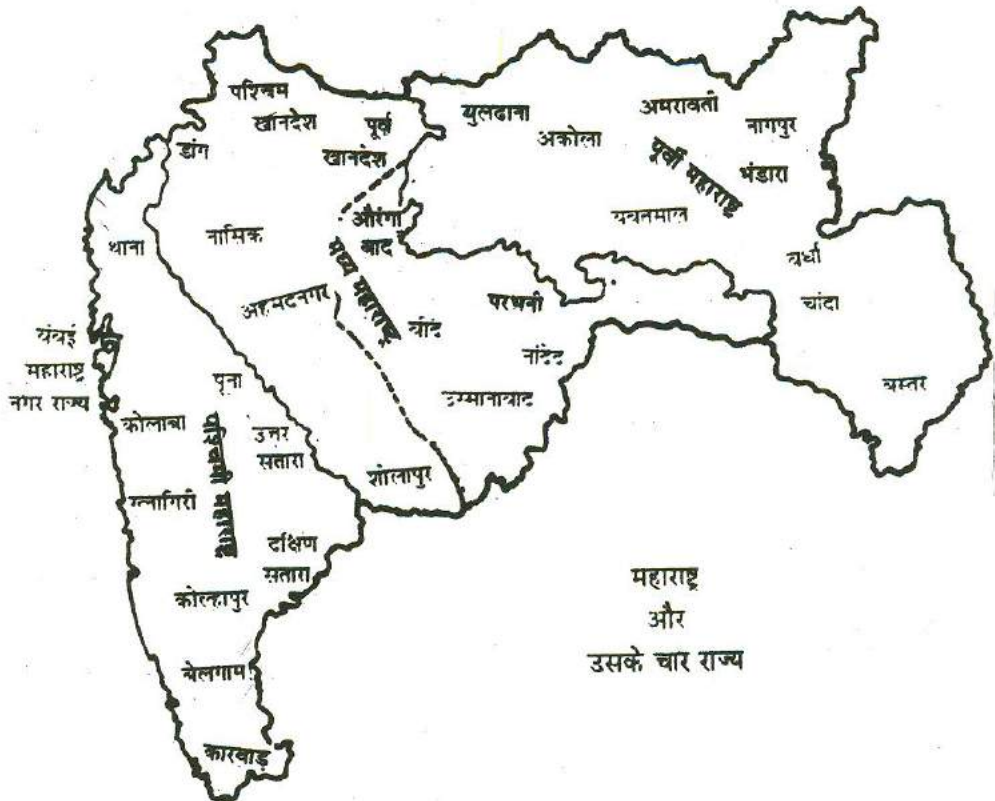 पश्चिम
खानदेश
पूर्व
खानदेश
डांग
थाना
नासिक
औरंगा
बाद
मध्य महाराष्ट्र
अहमदनगर
बीद
परभनी
नांदेद
उस्मानाबाद
शोलापुर
बुलढाना
अकोला
अमरावती
नागपुर
पूर्वी महाराष्ट्र
भंडारा
यवतमाल
वर्धा
चांदा
बस्तर
बंबई
महाराष्ट्र
नगर राज्य
पूना
कोलाबा
पश्चिमी महाराष्ट्र
उत्तर
सतारा
रत्नागिरी
दक्षिण
सतारा
कोल्हापुर
बेलगाम
कारवाड़
महाराष्ट्र
और
उसके चार राज्य